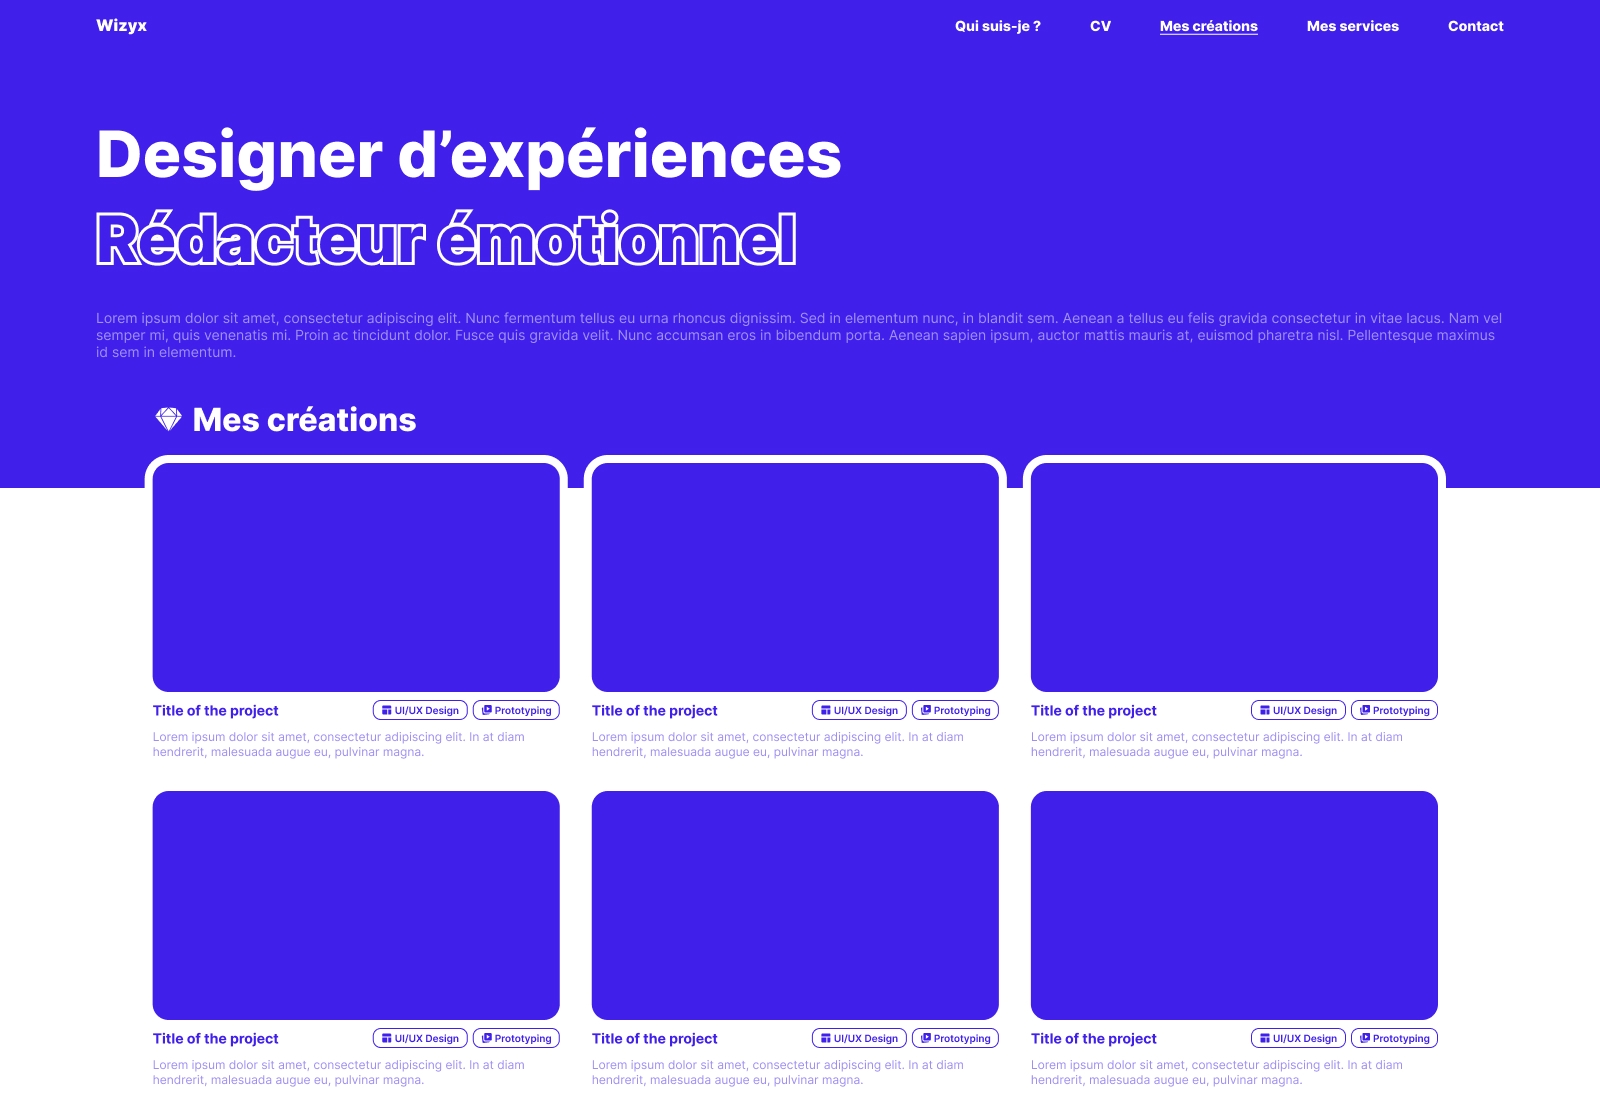 Wizyx
Qui suis-je ?
CV
Mes créations
Mes services
Contact
Designer d’expériences
Rédacteur émotionnel
Lorem ipsum dolor sit amet, consectetur adipiscing elit. Nunc fermentum tellus eu urna rhoncus dignissim. Sed in elementum nunc, in blandit sem. Aenean a tellus eu felis gravida consectetur in vitae lacus. Nam vel
semper mi, quis venenatis mi. Proin ac tincidunt dolor. Fusce quis gravida velit. Nunc accumsan eros in bibendum porta. Aenean sapien ipsum, auctor mattis mauris at, euismod pharetra nisl. Pellentesque maximus
id sem in elementum.
Mes créations
Title of the project
UI/UX Design
Prototyping
Lorem ipsum dolor sit amet, consectetur adipiscing elit. In at diam
hendrerit, malesuada augue eu, pulvinar magna.
Title of the project
UI/UX Design
Prototyping
Lorem ipsum dolor sit amet, consectetur adipiscing elit. In at diam
hendrerit, malesuada augue eu, pulvinar magna.
Title of the project
UI/UX Design
Prototyping
Lorem ipsum dolor sit amet, consectetur adipiscing elit. In at diam
hendrerit, malesuada augue eu, pulvinar magna.
Title of the project
UI/UX Design
Prototyping
Lorem ipsum dolor sit amet, consectetur adipiscing elit. In at diam
hendrerit, malesuada augue eu, pulvinar magna.
Title of the project
UI/UX Design
Prototyping
Lorem ipsum dolor sit amet, consectetur adipiscing elit. In at diam
hendrerit, malesuada augue eu, pulvinar magna.
Title of the project
UI/UX Design
Prototyping
Lorem ipsum dolor sit amet, consectetur adipiscing elit. In at diam
hendrerit, malesuada augue eu, pulvinar magna.